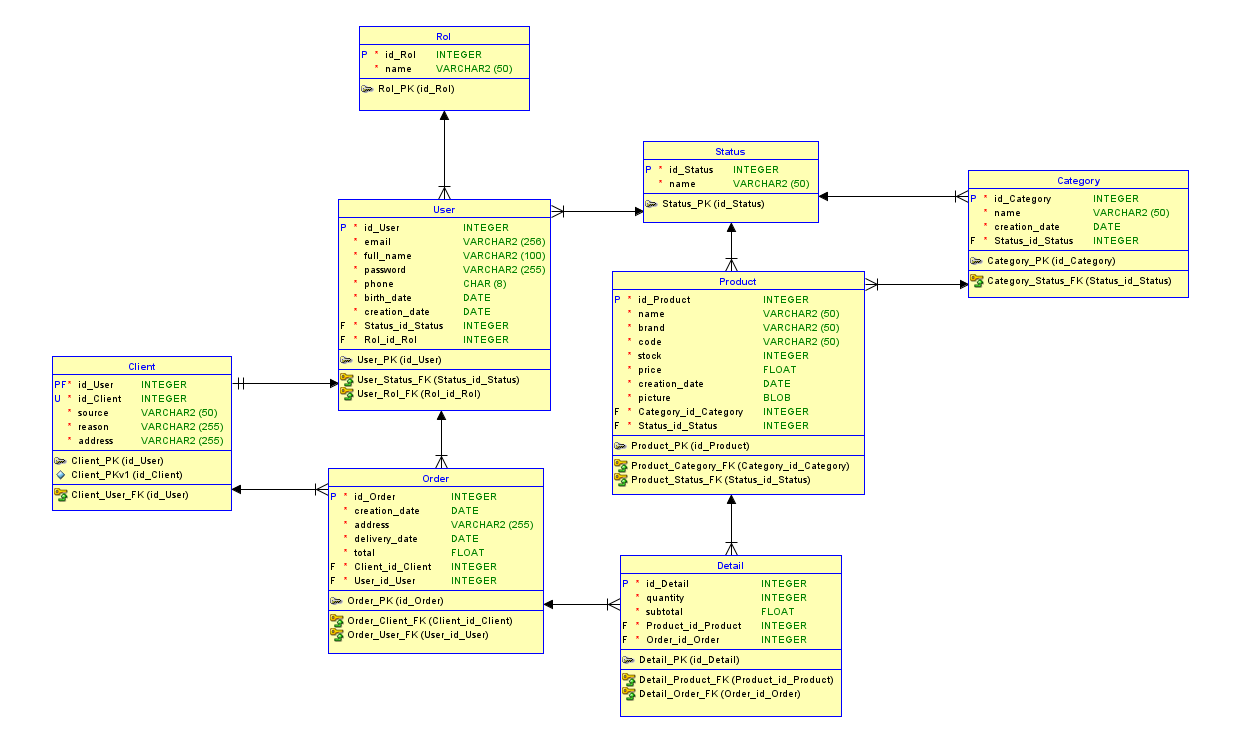 Rol
P * id_Rol INTEGER
* name VARCHAR2 (50)
Rol_PK (id_Rol)
Status
P * id_Status INTEGER
* name VARCHAR2 (50)
Status_PK (id_Status)
Category
P * id_Category INTEGER
* name VARCHAR2 (50)
* creation_date DATE
F * Status_id_Status INTEGER
Category_PK (id_Category)
Category_Status_FK (Status_id_Status)
User
P * id_User INTEGER
* email VARCHAR2 (256)
* full_name VARCHAR2 (100)
* password VARCHAR2 (255)
* phone CHAR (8)
* birth_date DATE
* creation_date DATE
F * Status_id_Status INTEGER
F * Rol_id_Rol INTEGER
User_PK (id_User)
User_Status_FK (Status_id_Status)
User_Rol_FK (Rol_id_Rol)
Product
P * id_Product INTEGER
* name VARCHAR2 (50)
* brand VARCHAR2 (50)
* code VARCHAR2 (50)
* stock INTEGER
* price FLOAT
* creation_date DATE
* picture BLOB
F * Category_id_Category INTEGER
F * Status_id_Status INTEGER
Product_PK (id_Product)
Product_Category_FK (Category_id_Category)
Product_Status_FK (Status_id_Status)
Client
PF* id_User INTEGER
U * id_Client INTEGER
* source VARCHAR2 (50)
* reason VARCHAR2 (255)
* address VARCHAR2 (255)
Client_PK (id_User)
Client_PKv1 (id_Client)
Client_User_FK (id_User)
Order
P * id_Order INTEGER
* creation_date DATE
* address VARCHAR2 (255)
* delivery_date DATE
* total FLOAT
F * Client_id_Client INTEGER
F * User_id_User INTEGER
Order_PK (id_Order)
Order_Client_FK (Client_id_Client)
Order_User_FK (User_id_User)
Detail
P * id_Detail INTEGER
* quantity INTEGER
* subtotal FLOAT
F * Product_id_Product INTEGER
F * Order_id_Order INTEGER
Detail_PK (id_Detail)
Detail_Product_FK (Product_id_Product)
Detail_Order_FK (Order_id_Order)